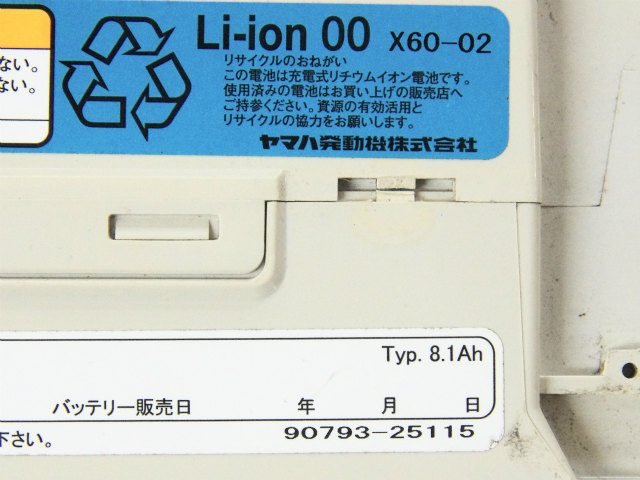 ない。
ない。
Li-ion 00 X60-02
リサイクルのおねがい
この電池は充電式リチウムイオン電池です。
使用済みの電池はお買い上げの販売店へ
ご持参ください。資源の有効活用と
リサイクルの協力をお願いします。
ヤマハ発動機株式会社
Typ. 8.1Ah
バッテリー販売日 年 月 日
下さい。
90793-25115